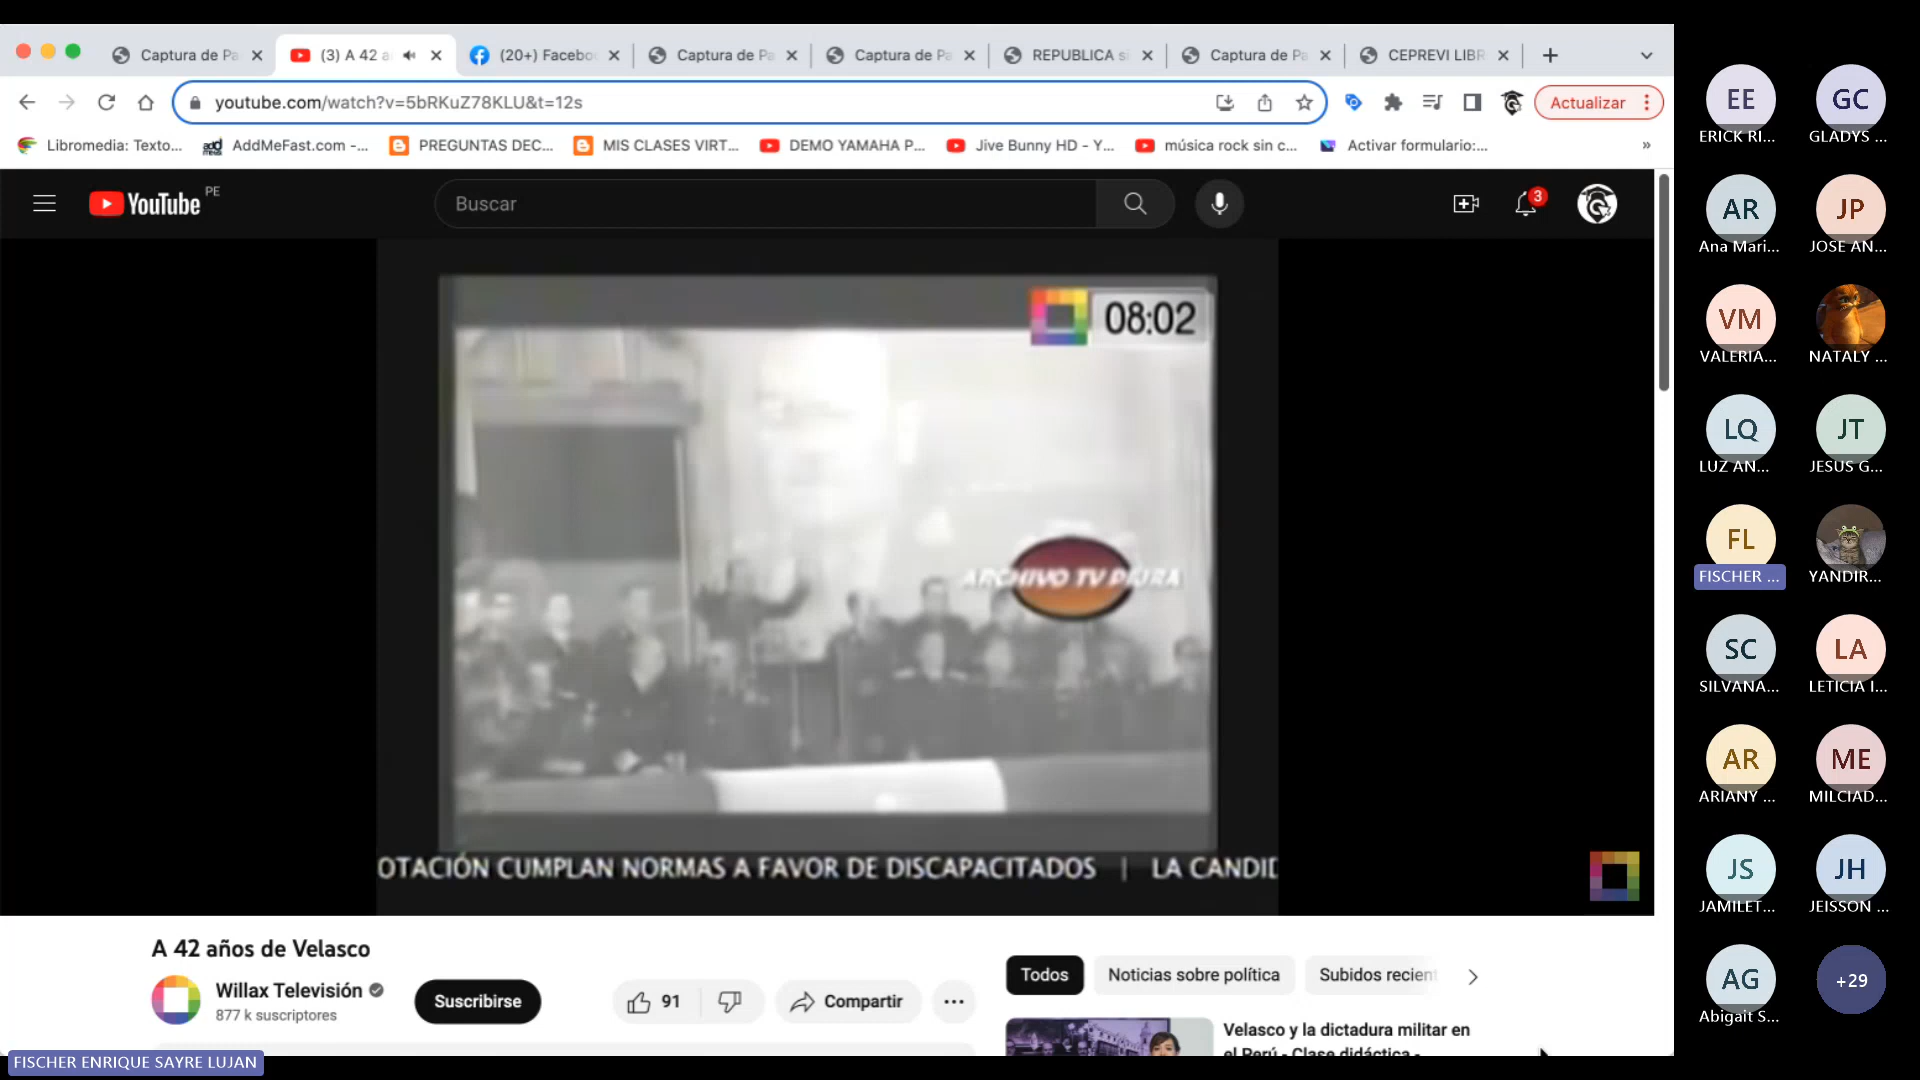 Captura de Pa
(3) A 42 a
(20+) Facebo
Captura de Pa
Captura de Pa
REPUBLICA s
Captura de Pa
CEPREVI LIBR
youtube.com/watch?v=5bRKuZ78KLU&t=12s
Actualizar
Libromedia: Texto...
AddMeFast.com -...
PREGUNTAS DEC...
MIS CLASES VIRT...
DEMO YAMAHA P...
Jive Bunny HD - Y...
música rock sin c...
Activar formulario:...
»
YouTube PE
Buscar
3
08:02
ARCHIVO TV PIURA
OTACIÓN CUMPLAN NORMAS A FAVOR DE DISCAPACITADOS | LA CANDID
A 42 años de Velasco
Willax Televisión
877 k suscriptores
Suscribirse
91
Compartir
Todos
Noticias sobre política
Subidos recient
Velasco y la dictadura militar en
el Perú - Clase didáctica -
FISCHER ENRIQUE SAYRE LUJAN
EE
ERICK RI...
GC
GLADYS ...
AR
Ana Mari...
JP
JOSE AN...
VM
VALERIA...
NATALY ...
LQ
LUZ AN...
JT
JESUS G...
FL
FISCHER ...
YANDIR...
SC
SILVANA...
LA
LETICIA I...
AR
ARIANY ...
ME
MILCIAD...
JS
JAMILET...
JH
JEISSON ...
AG
Abigait S...
+29